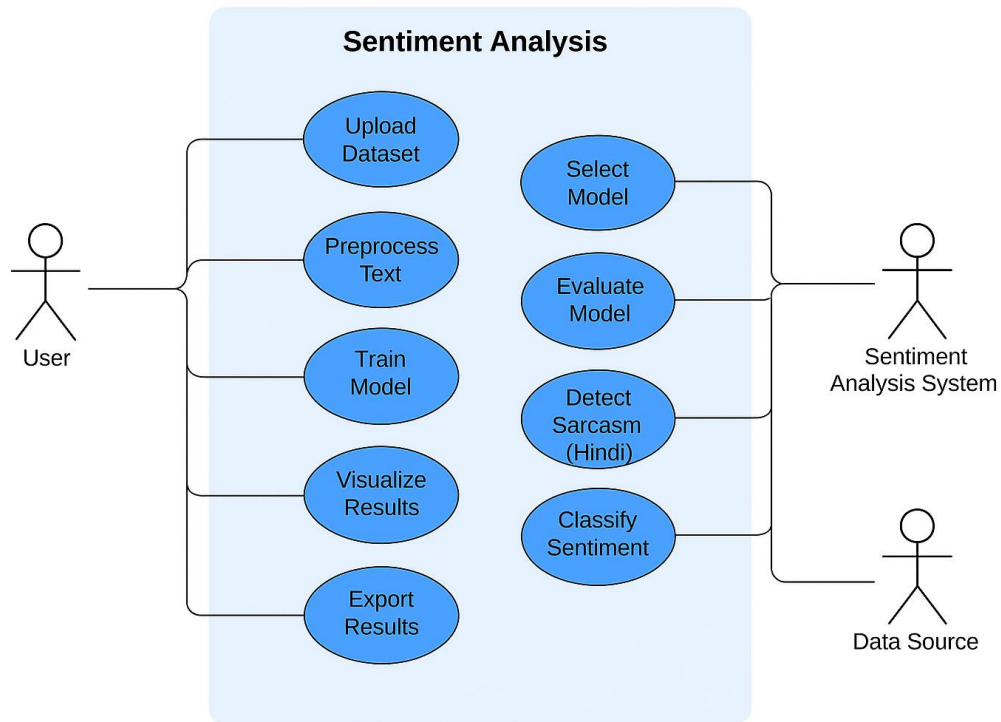 Sentiment Analysis
Upload
Dataset
Preprocess
Text
Train
Model
Visualize
Results
Export
Results
Select
Model
Evaluate
Model
Detect
Sarcasm
(Hindi)
Classify
Sentiment
User
Sentiment
Analysis System
Data Source